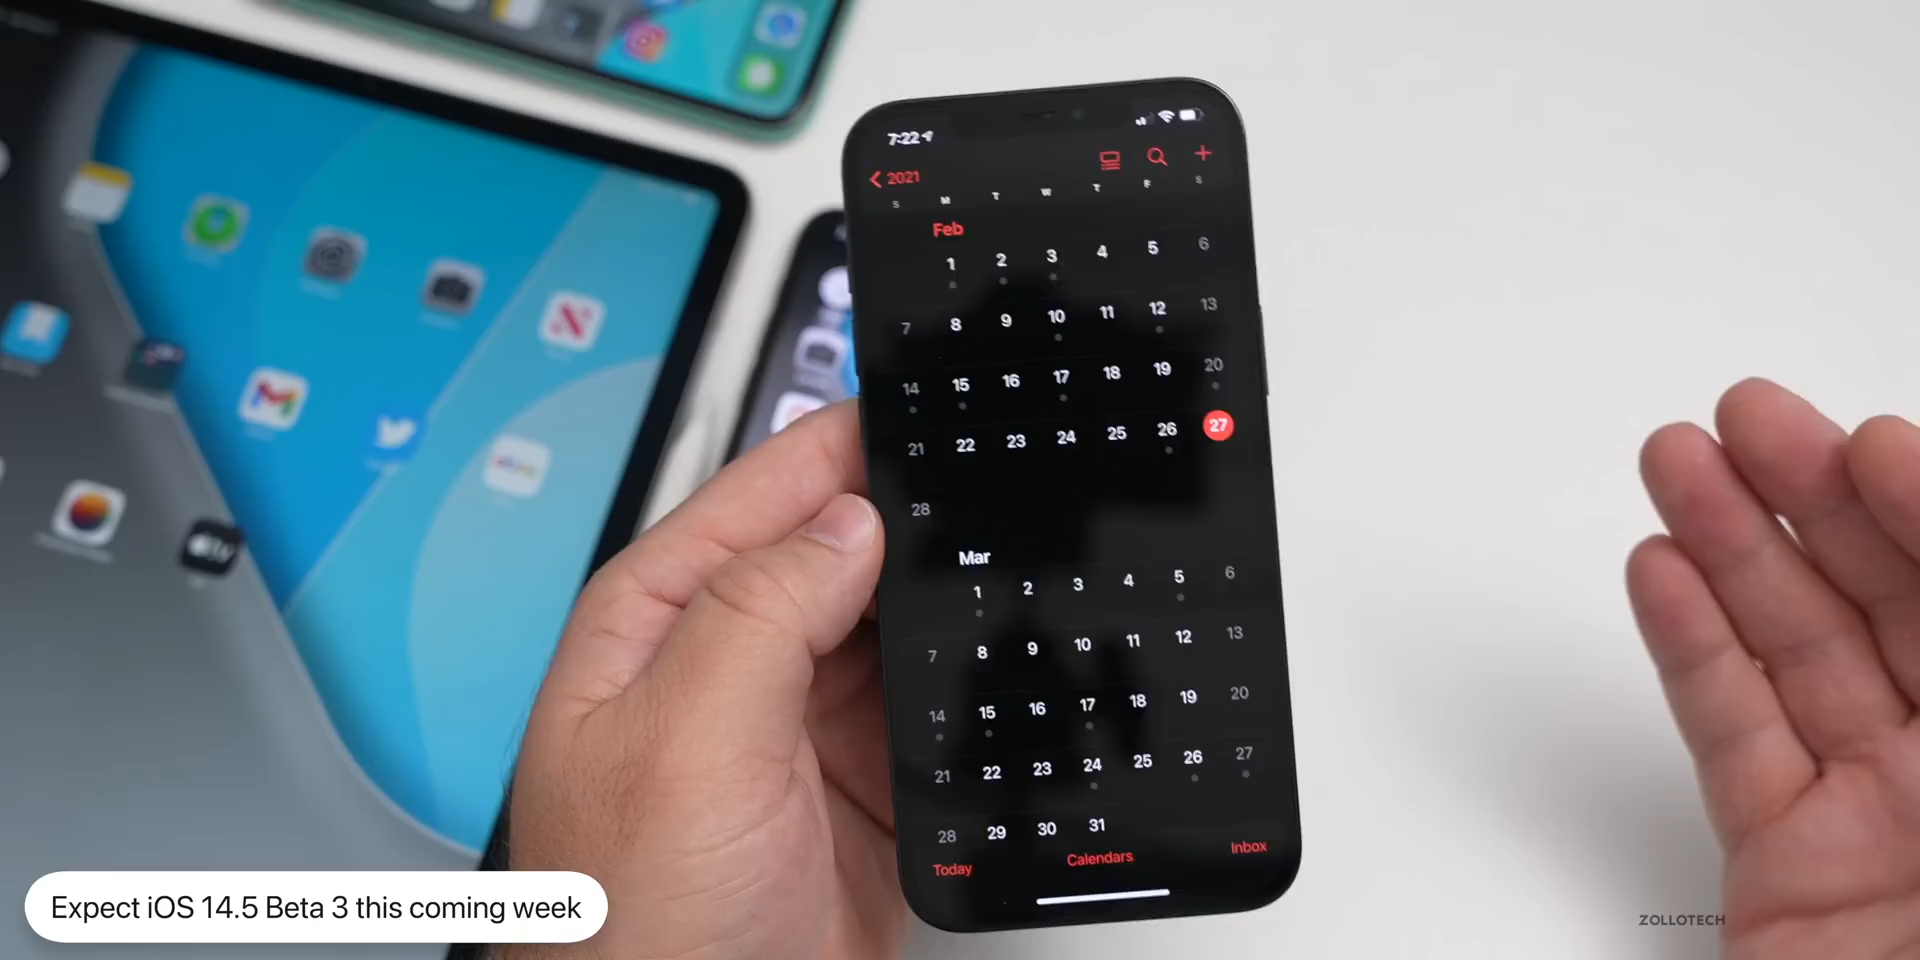 7:22
2021
S M T W T F S
Feb
1 2 3 4 5 6
7 8 9 10 11 12 13
14 15 16 17 18 19 20
21 22 23 24 25 26 27
28
Mar
1 2 3 4 5 6
7 8 9 10 11 12 13
14 15 16 17 18 19 20
21 22 23 24 25 26 27
28 29 30 31
Today Calendars Inbox
tv
Expect iOS 14.5 Beta 3 this coming week
ZOLLOTECH